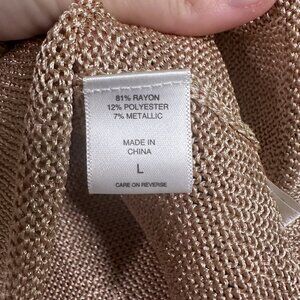 81% RAYON
12% POLYESTER
7% METALLIC
MADE IN
CHINA
L
CARE ON REVERSE